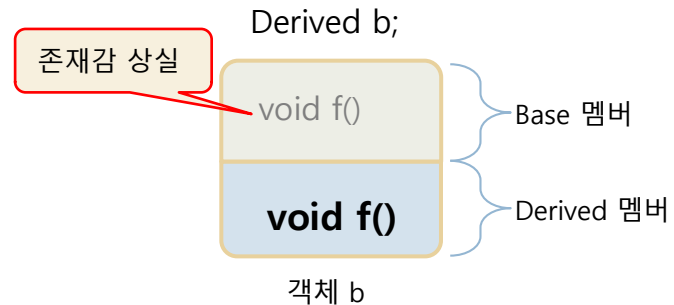 Derived b;
존재감 상실
void f()
Base 멤버
void f()
Derived 멤버
객체 b